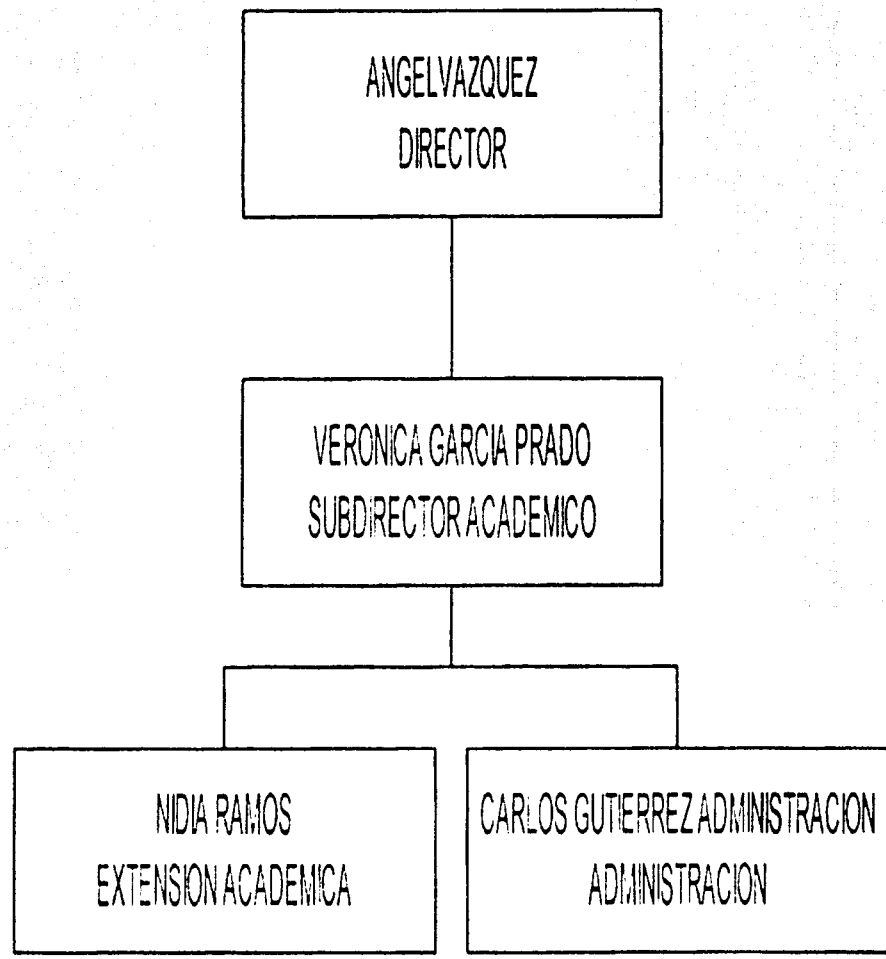 ANGELVAZQUEZ
DIRECTOR
VERONICA GARCIA PRADO
SUBDIRECTOR ACADEMICO
NIDIA RAMOS
EXTENSION ACADEMICA
CARLOS GUTIERREZ ADMINISTRACION
ADMINISTRACION